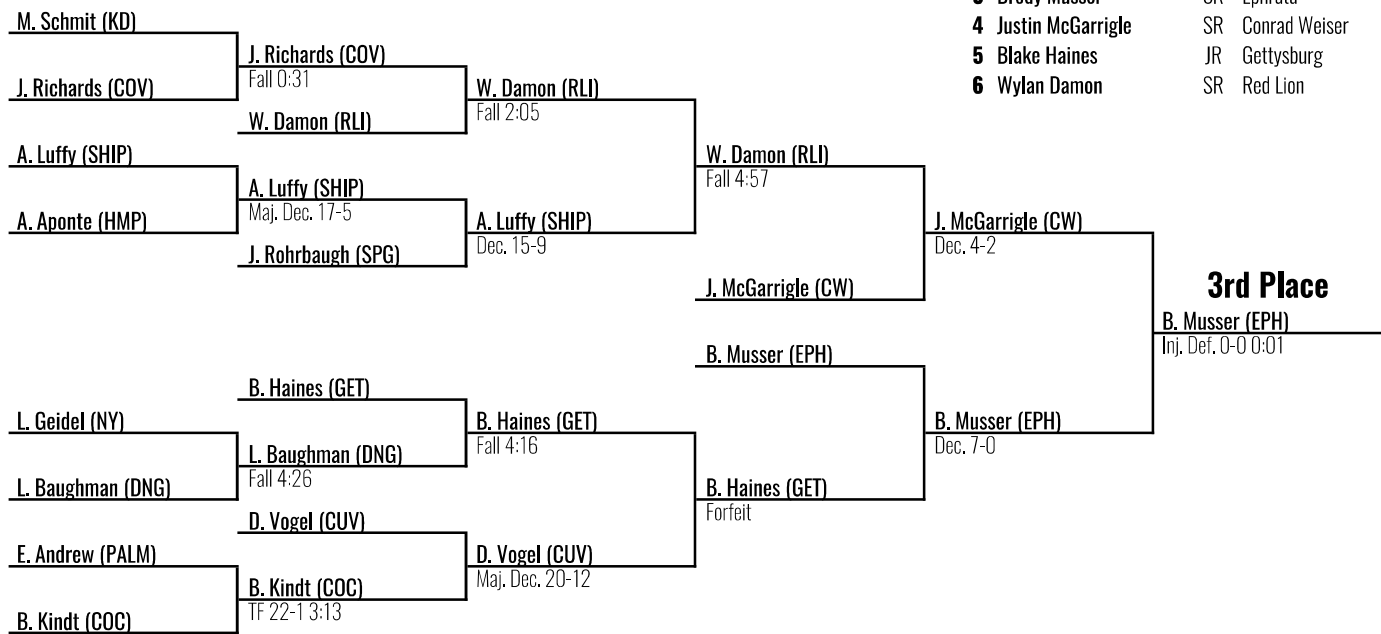 3 Brody Musser SR Ephrata
4 Justin McGarrigle SR Conrad Weiser
5 Blake Haines JR Gettysburg
6 Wylan Damon SR Red Lion
M. Schmit (KD)
J. Richards (COV)
Fall 0:31
J. Richards (COV)
W. Damon (RLI)
Fall 2:05
W. Damon (RLI)
A. Luffy (SHIP)
W. Damon (RLI)
Fall 4:57
A. Luffy (SHIP)
Maj. Dec. 17-5
A. Aponte (HMP)
A. Luffy (SHIP)
Dec. 15-9
J. McGarrigle (CW)
Dec. 4-2
J. Rohrbaugh (SPG)
J. McGarrigle (CW)
3rd Place
B. Musser (EPH)
Inj. Def. 0-0 0:01
B. Musser (EPH)
B. Haines (GET)
L. Geidel (NY)
B. Haines (GET)
Fall 4:16
B. Musser (EPH)
Dec. 7-0
L. Baughman (DNG)
Fall 4:26
L. Baughman (DNG)
B. Haines (GET)
Forfeit
D. Vogel (CUV)
E. Andrew (PALM)
D. Vogel (CUV)
Maj. Dec. 20-12
B. Kindt (COC)
TF 22-1 3:13
B. Kindt (COC)